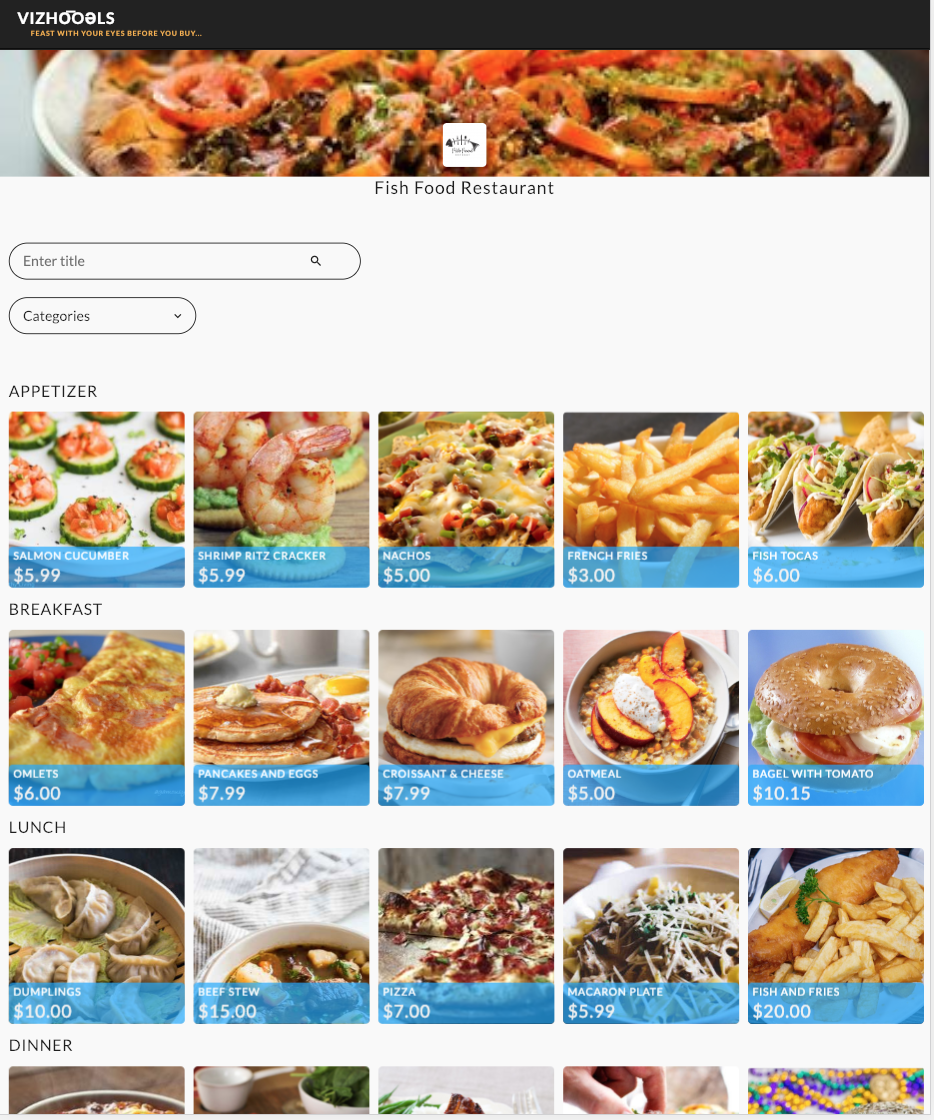 VIZHOOƏLS
FEAST WITH YOUR EYES BEFORE YOU BUY...
Fish Food Restaurant
Enter title
Categories
APPETIZER
SALMON CUCUMBER
$5.99
SHRIMP RITZ CRACKER
$5.99
NACHOS
$5.00
FRENCH FRIES
$3.00
FISH TOCAS
$6.00
BREAKFAST
OMLETS
$6.00
PANCAKES AND EGGS
$7.99
CROISSANT & CHEESE
$7.99
OATMEAL
$5.00
BAGEL WITH TOMATO
$10.15
LUNCH
DUMPLINGS
$10.00
BEEF STEW
$15.00
PIZZA
$7.00
MACARON PLATE
$5.99
FISH AND FRIES
$20.00
DINNER